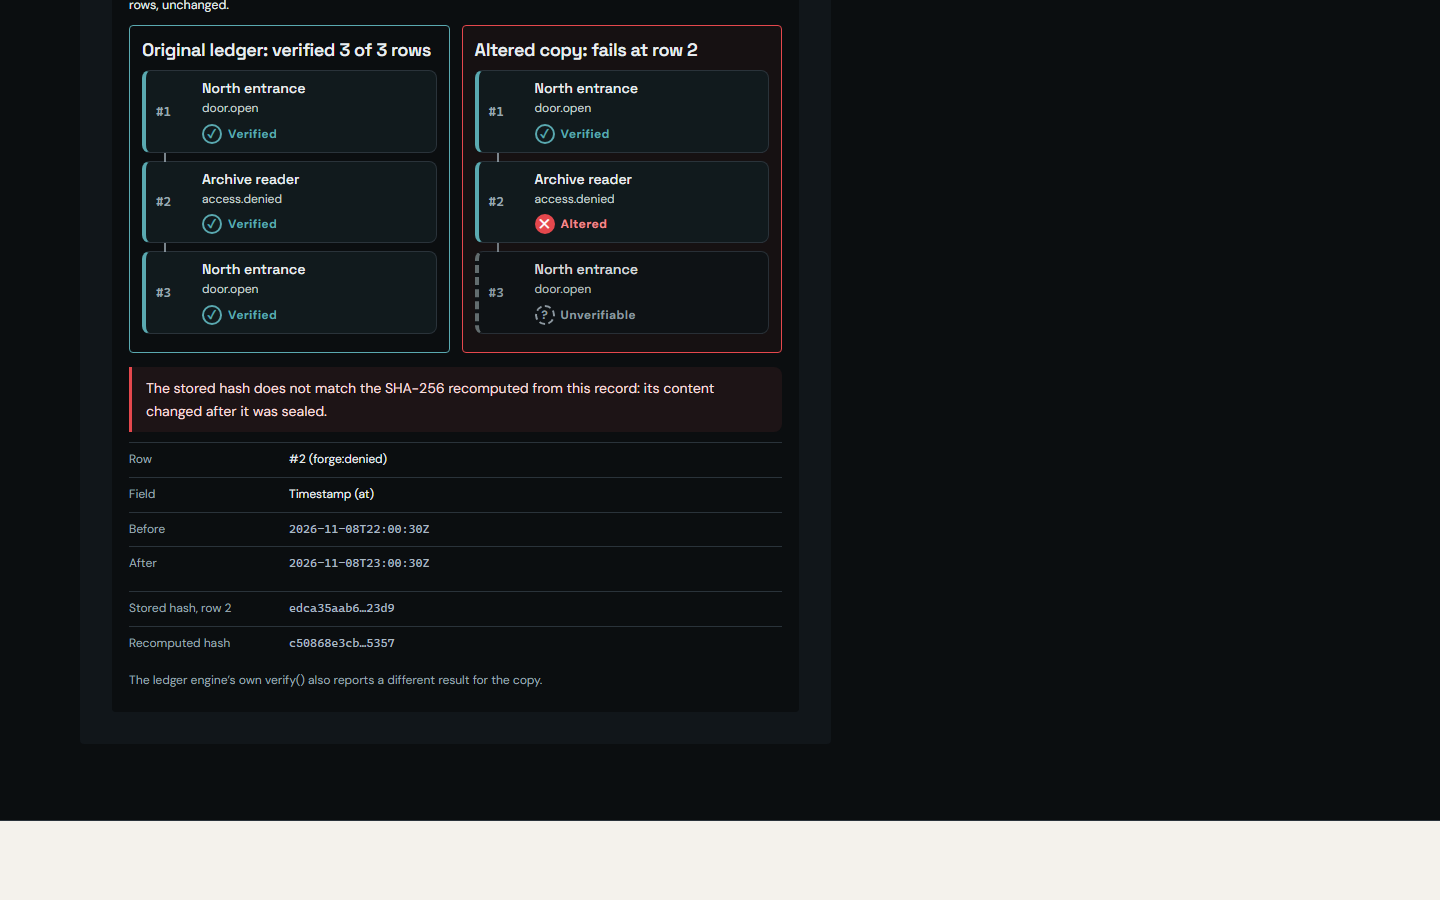 rows, unchanged.
Original ledger: verified 3 of 3 rows
#1
North entrance
door.open
Verified
#2
Archive reader
access.denied
Verified
#3
North entrance
door.open
Verified
Altered copy: fails at row 2
#1
North entrance
door.open
Verified
#2
Archive reader
access.denied
Altered
#3
North entrance
door.open
? Unverifiable
The stored hash does not match the SHA-256 recomputed from this record: its content
changed after it was sealed.
Row #2 (forge:denied)
Field Timestamp (at)
Before 2026-11-08T22:00:30Z
After 2026-11-08T23:00:30Z
Stored hash, row 2 edca35aab6…23d9
Recomputed hash c50868e3cb…5357
The ledger engine's own verify() also reports a different result for the copy.